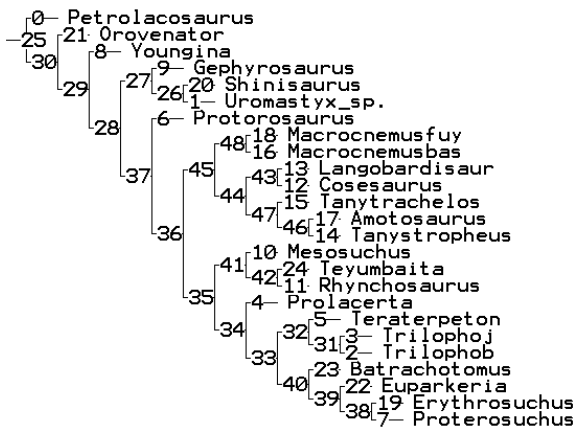 0 Petrolacosaurus
25
21 Orovenator
30
8 Youngina
9 Gephyrosaurus
27
20 Shinisaurus
29
26
1 Uromastyx_sp.
6 Protorosaurus
28
18 Macrocnemusfuy
48
16 Macrocnemusbas
45
13 Langobardisaur
37
43
12 Cosesaurus
44
15 Tanytrachelos
47
17 Amotosaurus
46
36
14 Tanystropheus
10 Mesosuchus
41
24 Teyumbaita
42
11 Rhynchosaurus
35
4 Prolacerta
5 Teraterpeton
34
32
3 Trilophoj
31
2 Trilophob
33
23 Batrachotomus
40
22 Euparkeria
39
19 Erythrosuchus
38
7 Proterosuchus